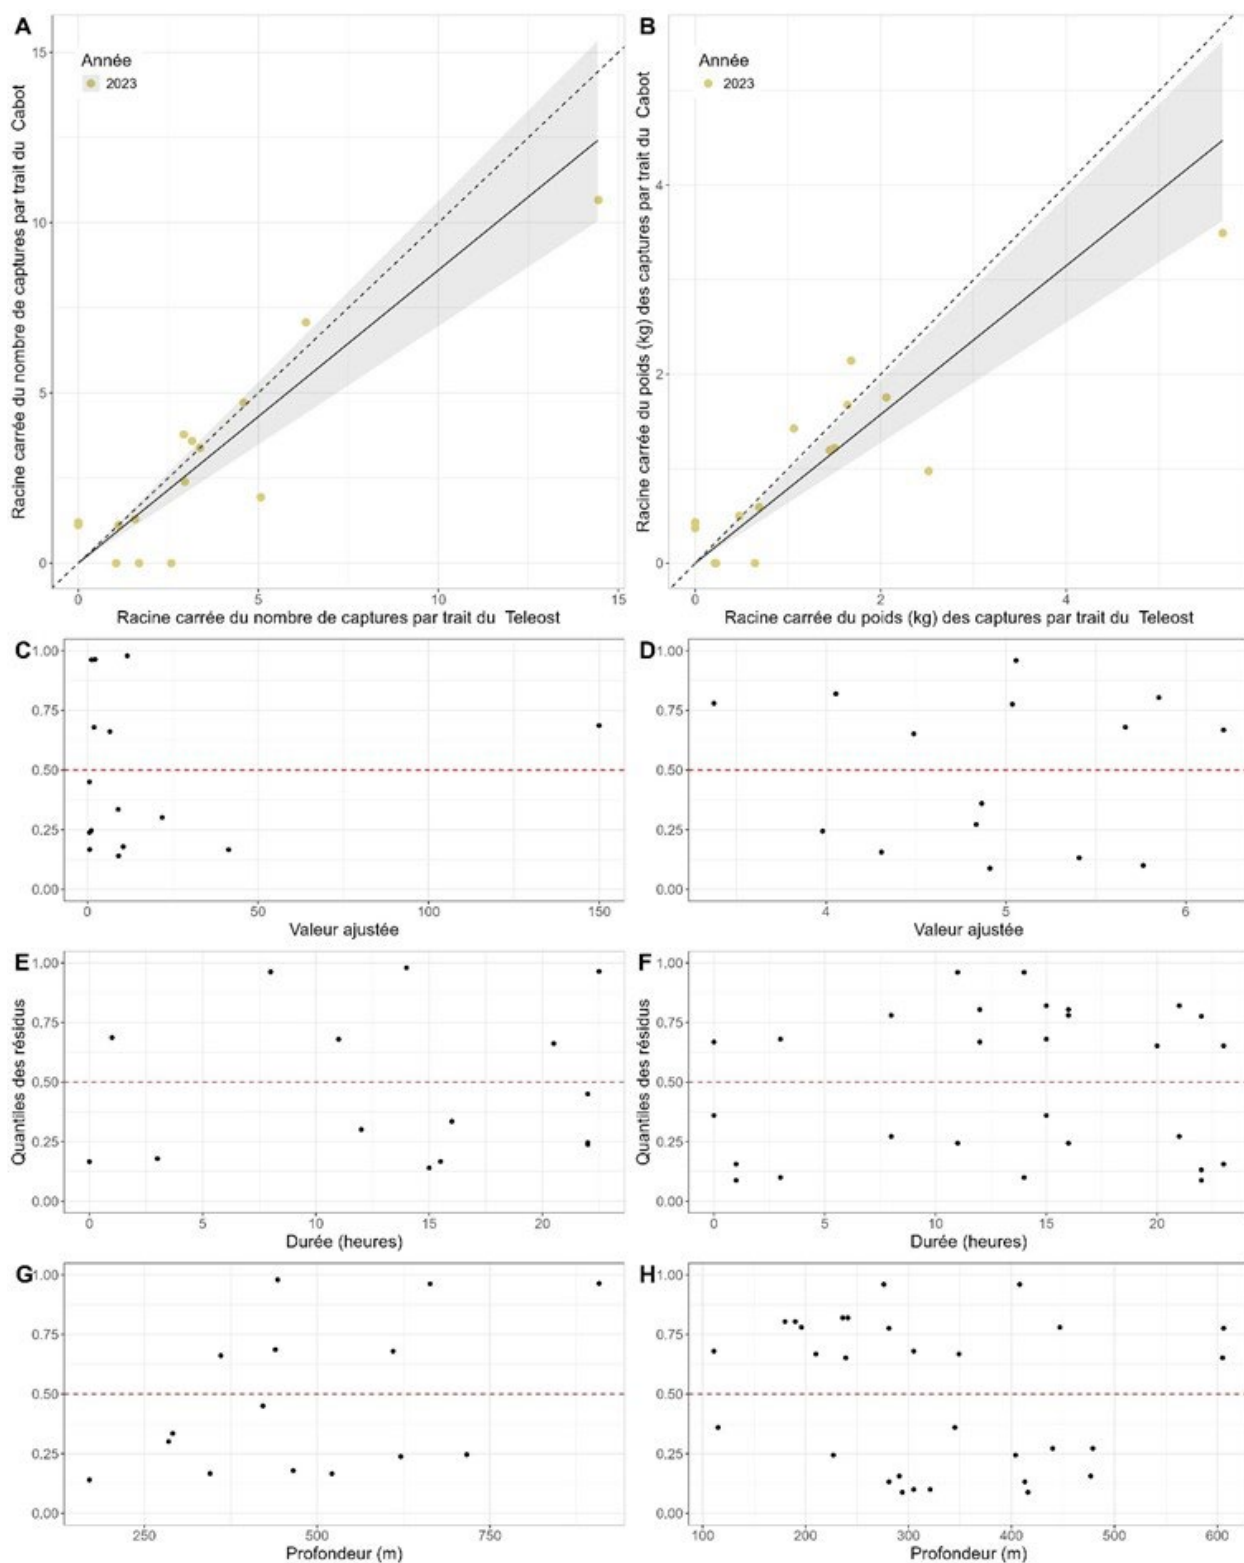 A
Année
2023
15
10
5
0
Racine carrée du nombre de captures par trait du Cabot
0 5 10 15
Racine carrée du nombre de captures par trait du Teleost
B
Année
2023
4
2
0
Racine carrée du poids (kg) des captures par trait du Cabot
0 2 4
Racine carrée du poids (kg) des captures par trait du Teleost
C
1.00
0.75
0.50
0.25
0.00
0 50 100 150
Valeur ajustée
D
1.00
0.75
0.50
0.25
0.00
4 5 6
Valeur ajustée
E
1.00
0.75
0.50
0.25
0.00
Quantiles des résidus
0 5 10 15 20
Durée (heures)
F
1.00
0.75
0.50
0.25
0.00
Quantiles des résidus
0 5 10 15 20
Durée (heures)
G
1.00
0.75
0.50
0.25
0.00
250 500 750
Profondeur (m)
H
1.00
0.75
0.50
0.25
0.00
100 200 300 400 500 600
Profondeur (m)